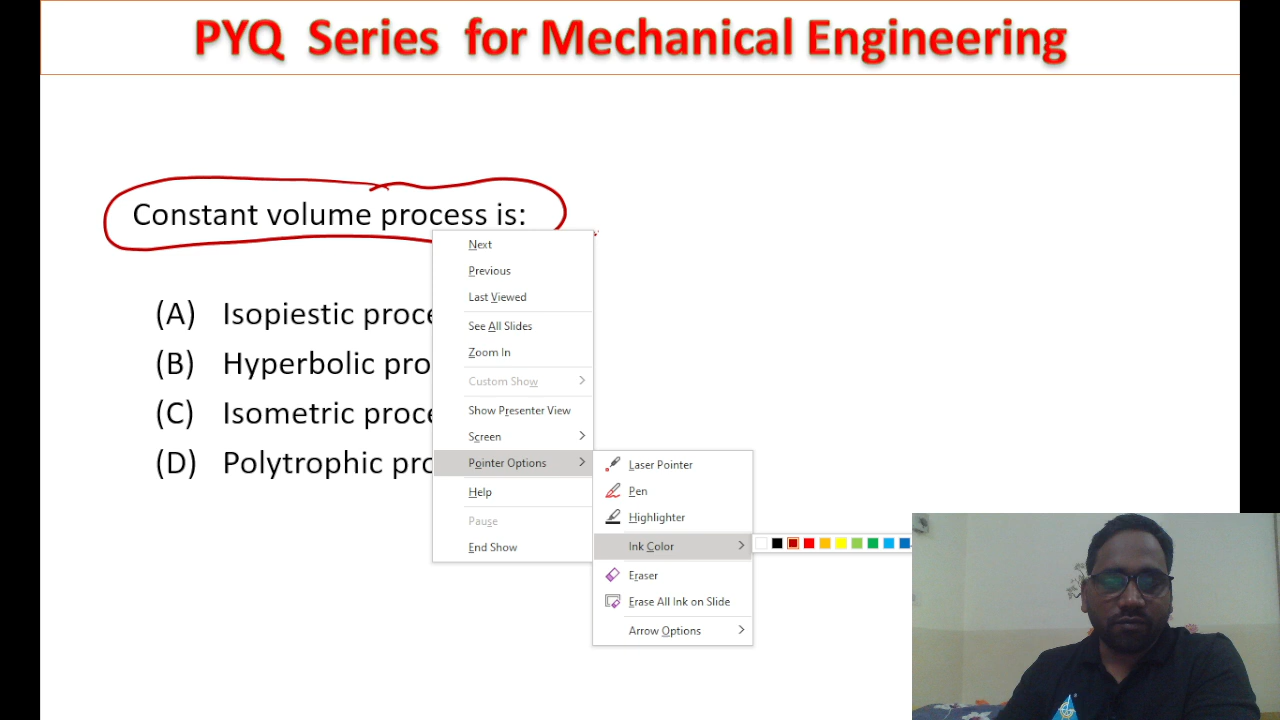 PYQ Series for Mechanical Engineering
Constant volume process is:
(A) Isopiestic proce
(B) Hyperbolic pro
(C) Isometric proce
(D) Polytrophic pro
Next
Previous
Last Viewed
See All Slides
Zoom In
Custom Show
Show Presenter View
Screen
Pointer Options
Help
Pause
End Show
Laser Pointer
Pen
Highlighter
Ink Color
Eraser
Erase All Ink on Slide
Arrow Options